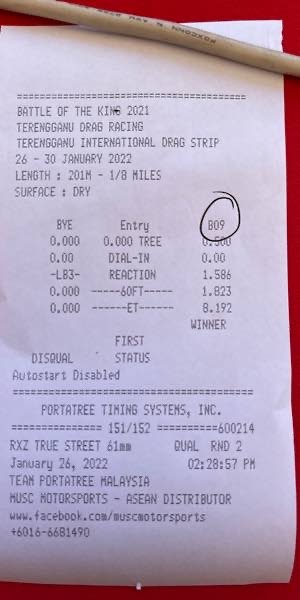 ==========================================
BATTLE OF THE KING 2021
TERENGGANU DRAG RACING
TERENGGANU INTERNATIONAL DRAG STRIP
26 - 30 JANUARY 2022
LENGTH : 201M - 1/8 MILES
SURFACE : DRY
BYE Entry B09
0.000 0.000 TREE 0.500
0.00 DIAL-IN 0.00
-LB3- REACTION 1.586
0.000 -----60FT------ 1.823
0.000 ------ET------- 8.192
WINNER
FIRST
DISQUAL STATUS
Autostart Disabled
==========================================
PORTATREE TIMING SYSTEMS, INC.
=============== 151/152 ==========600214
RXZ TRUE STREET 61mm QUAL RND 2
January 26, 2022 02:28:57 PM
TEAM PORTATREE MALAYSIA
MUSC MOTORSPORTS - ASEAN DISTRIBUTOR
www.facebook.com/muscmotorsports
+6016-6681490